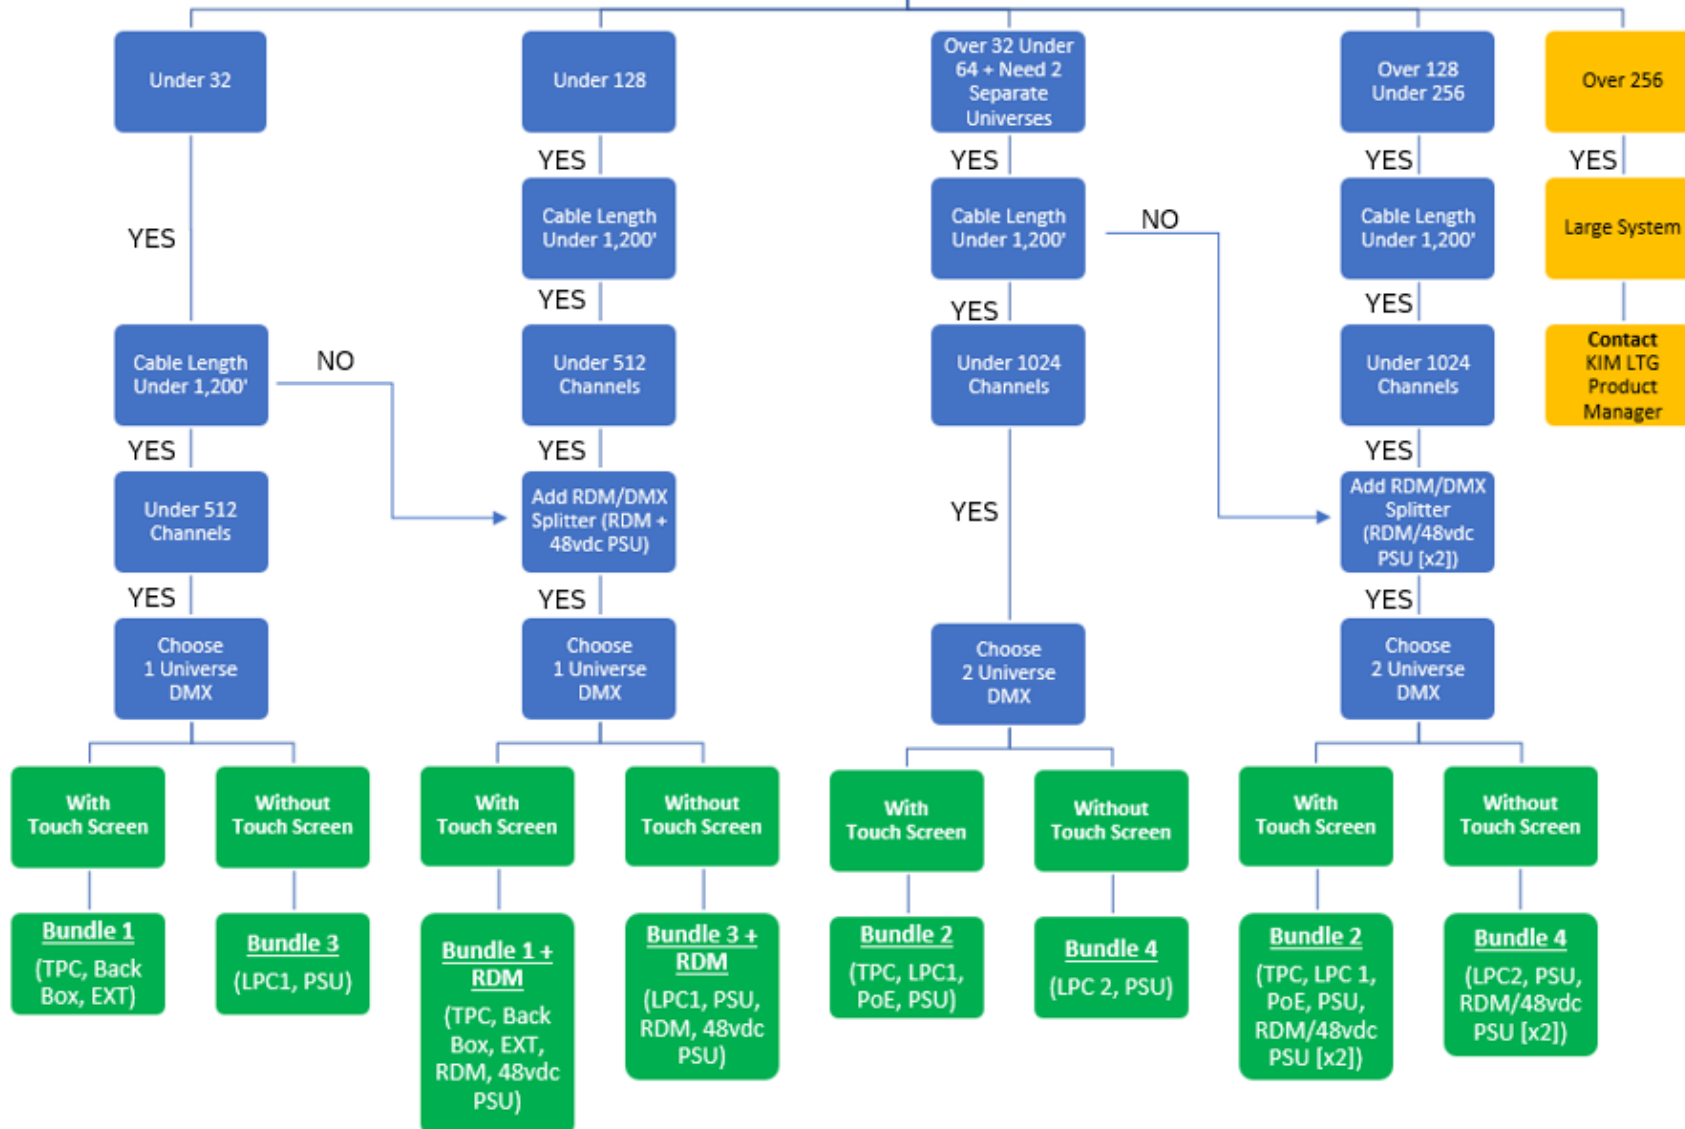 Under 32
Under 128
Over 32 Under
64 + Need 2
Separate
Universes
Over 128
Under 256
Over 256
YES
YES
YES
YES
YES
Cable Length
Under 1,200'
Cable Length
Under 1,200'
NO
Cable Length
Under 1,200'
Large System
YES
YES
YES
Cable Length
Under 1,200'
NO
Under 512
Channels
Under 1024
Channels
Under 1024
Channels
Contact
KIM LTG
Product
Manager
YES
YES
YES
Under 512
Channels
Add RDM/DMX
Splitter (RDM +
48vdc PSU)
YES
Add RDM/DMX
Splitter
(RDM/48vdc
PSU [x2])
YES
YES
YES
Choose
1 Universe
DMX
Choose
1 Universe
DMX
Choose
2 Universe
DMX
Choose
2 Universe
DMX
With
Touch Screen
Without
Touch Screen
With
Touch Screen
Without
Touch Screen
With
Touch Screen
Without
Touch Screen
With
Touch Screen
Without
Touch Screen
Bundle 1
(TPC, Back
Box, EXT)
Bundle 3
(LPC1, PSU)
Bundle 1 +
RDM
(TPC, Back
Box, EXT,
RDM, 48vdc
PSU)
Bundle 3 +
RDM
(LPC1, PSU,
RDM, 48vdc
PSU)
Bundle 2
(TPC, LPC1,
PoE, PSU)
Bundle 4
(LPC 2, PSU)
Bundle 2
(TPC, LPC 1,
PoE, PSU,
RDM/48vdc
PSU [x2])
Bundle 4
(LPC2, PSU,
RDM/48vdc
PSU [x2])